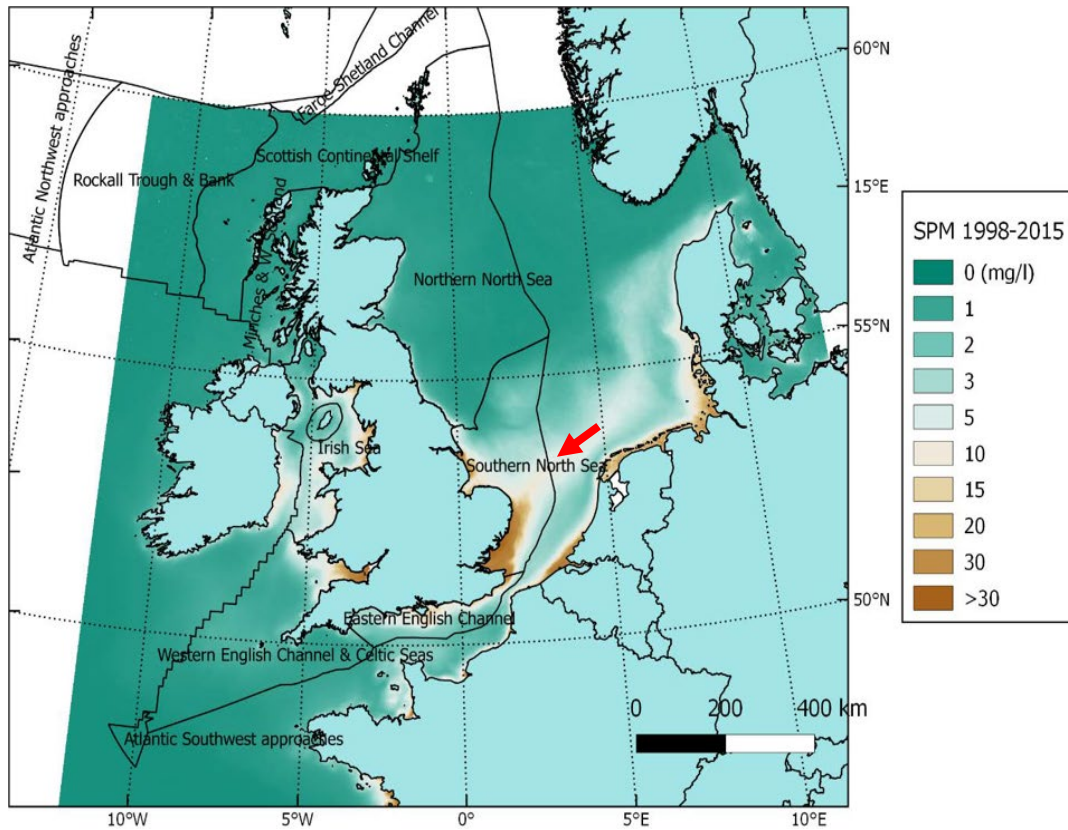 Atlantic Northwest approaches
Faroe-Shetland Channel
60°N
Rockall Trough & Bank
Scottish Continental Shelf
15°E
SPM 1998-2015
0 (mg/l)
1
2
3
5
10
15
20
30
>30
Northern North Sea
55°N
Irish Sea
Southern North Sea
50°N
Eastern English Channel
Western English Channel & Celtic Seas
Atlantic Southwest approaches
0 200 400 km
10°W 5°W 0° 5°E 10°E